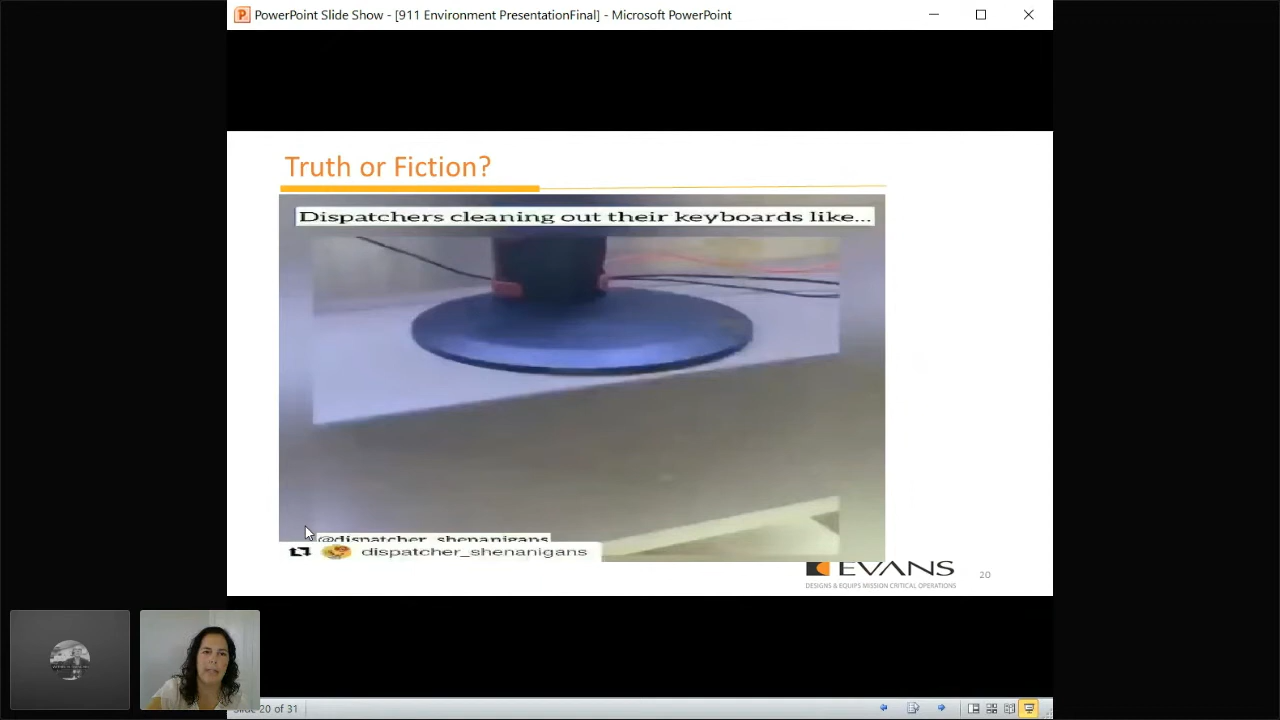 PowerPoint Slide Show - [911 Environment PresentationFinal] - Microsoft PowerPoint
Truth or Fiction?
Dispatchers cleaning out their keyboards like...
@dispatcher_shenanigans
dispatcher_shenanigans
EVANS
DESIGNS & EQUIPS MISSION CRITICAL OPERATIONS
20
Slide 20 of 31